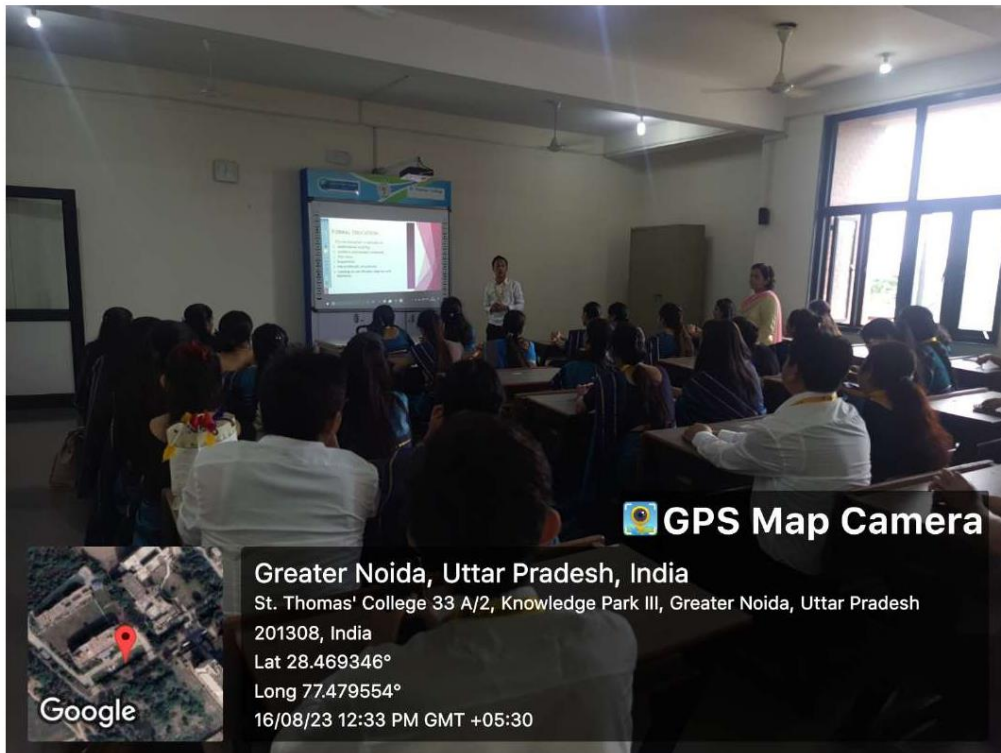 FORMAL EDUCATION
GPS Map Camera
Greater Noida, Uttar Pradesh, India
St. Thomas' College 33 A/2, Knowledge Park III, Greater Noida, Uttar Pradesh
201308, India
Lat 28.469346°
Long 77.479554°
16/08/23 12:33 PM GMT +05:30
Google